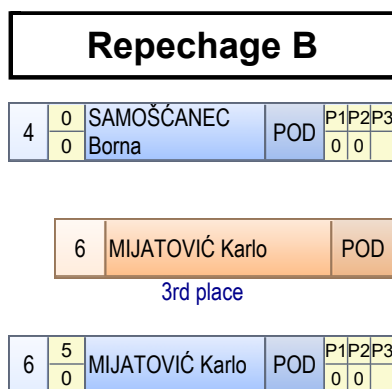 Repechage B
4 0 0 SAMOŠĆANEC Borna POD P1 P2 P3 0 0
6 MIJATOVIĆ Karlo POD
3rd place
6 5 0 MIJATOVIĆ Karlo POD P1 P2 P3 0 0